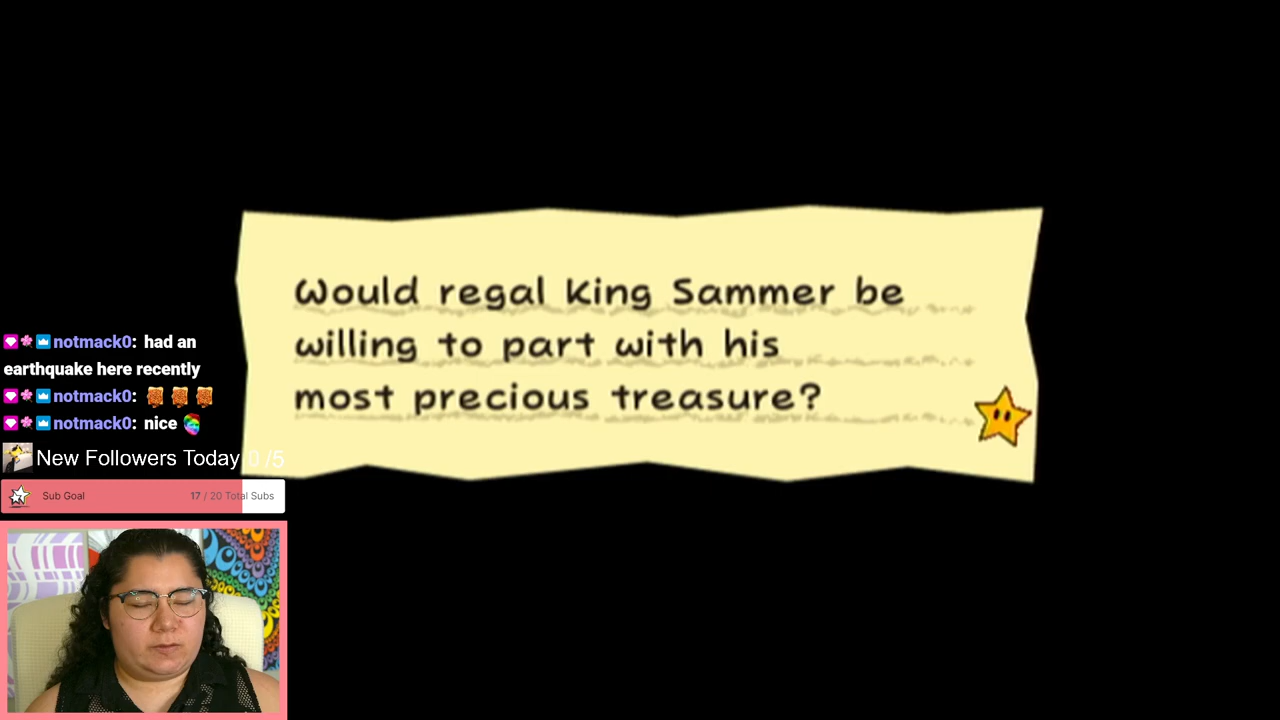 Would regal King Sammer be
willing to part with his
most precious treasure?
notmack0: had an
earthquake here recently
notmack0:
notmack0: nice
New Followers Today 0/5
Sub Goal 17 / 20 Total Subs